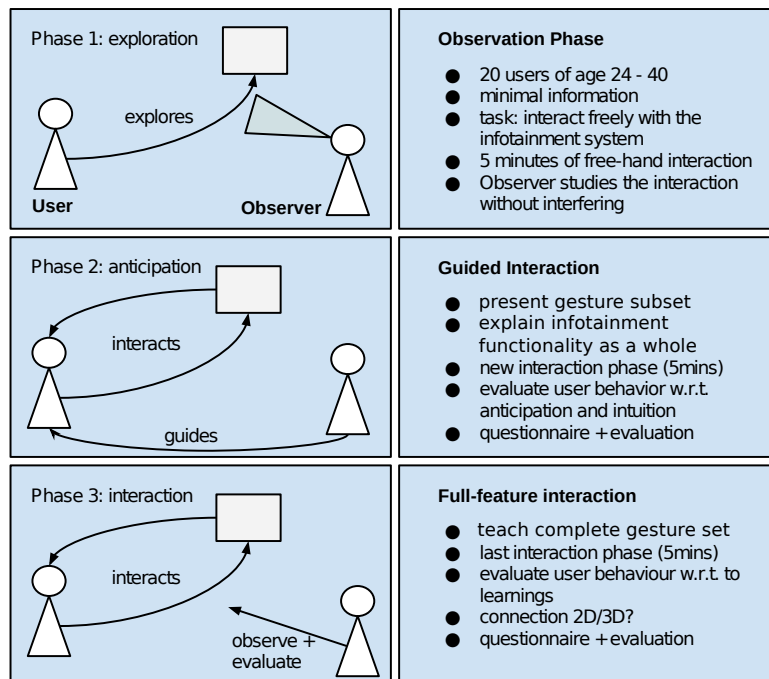 Phase 1: exploration
explores
User
Observer
Observation Phase
● 20 users of age 24 - 40
● minimal information
● task: interact freely with the
infotainment system
● 5 minutes of free-hand interaction
● Observer studies the interaction
without interfering
Phase 2: anticipation
interacts
guides
Guided Interaction
● present gesture subset
● explain infotainment
functionality as a whole
● new interaction phase (5mins)
● evaluate user behavior w.r.t.
anticipation and intuition
● questionnaire + evaluation
Phase 3: interaction
interacts
observe +
evaluate
Full-feature interaction
● teach complete gesture set
● last interaction phase (5mins)
● evaluate user behaviour w.r.t. to
learnings
● connection 2D/3D?
● questionnaire + evaluation